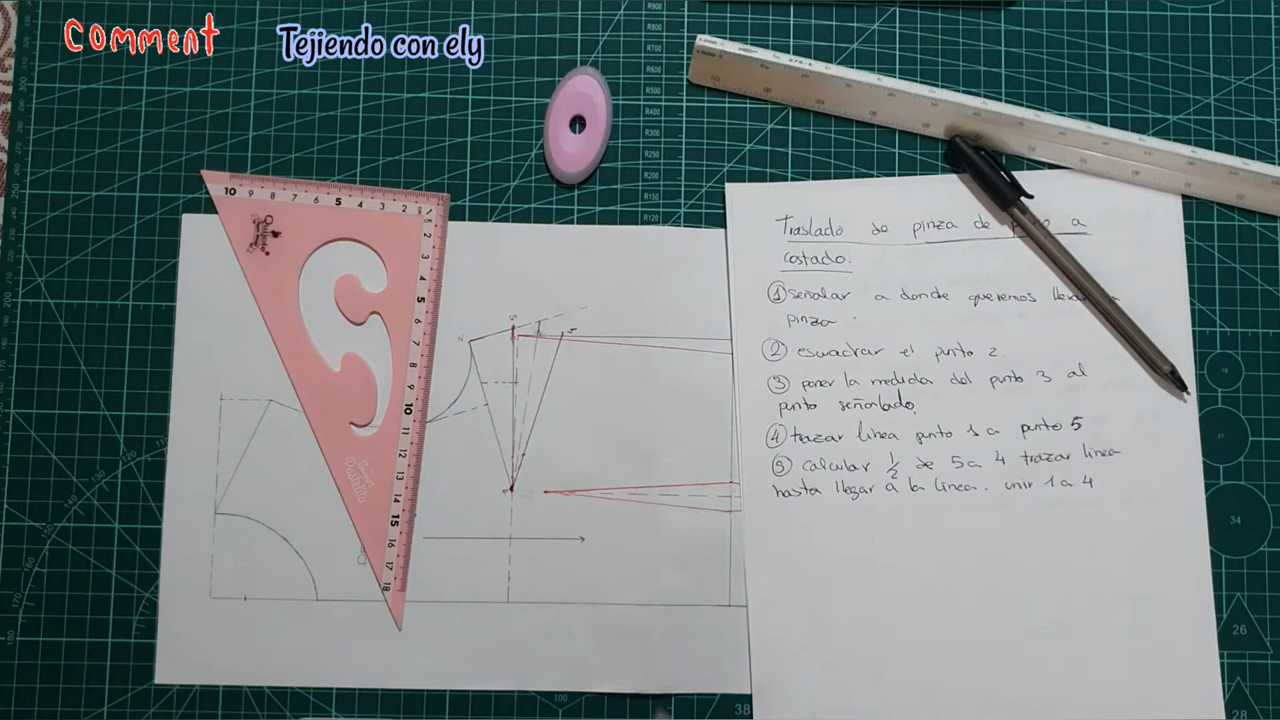 Comment
Tejiendo con ely
Traslado de pinza de a
costado.
① señalar a donde queremos
pinza.
② escuadrar el punto 2
③ poner la medida del punto 3 al
punto señalado
④ trazar linea punto 1 a punto 5
⑤ calcular 1/2 de 5 a 4 trazar linea
hasta llegar a la linea. unir 1 a 4